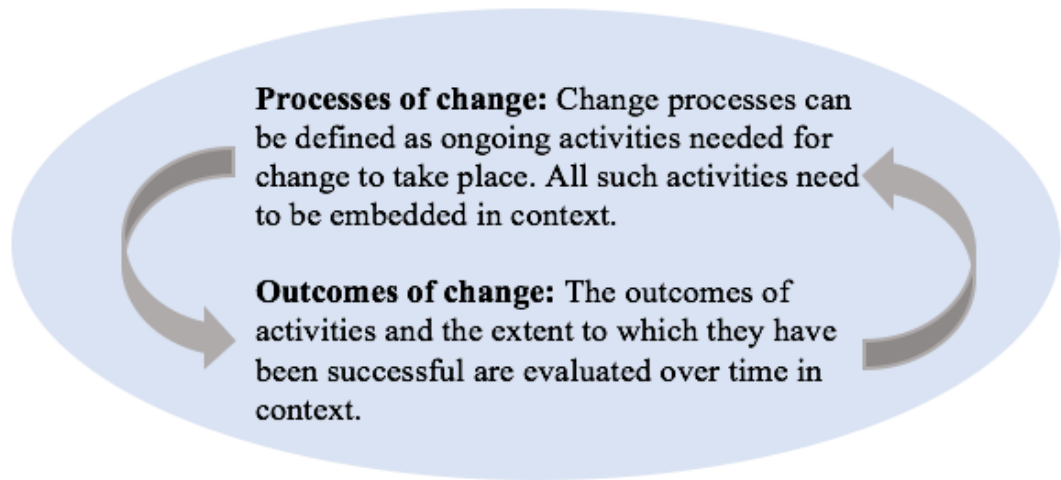 Processes of change: Change processes can
be defined as ongoing activities needed for
change to take place. All such activities need
to be embedded in context.
Outcomes of change: The outcomes of
activities and the extent to which they have
been successful are evaluated over time in
context.